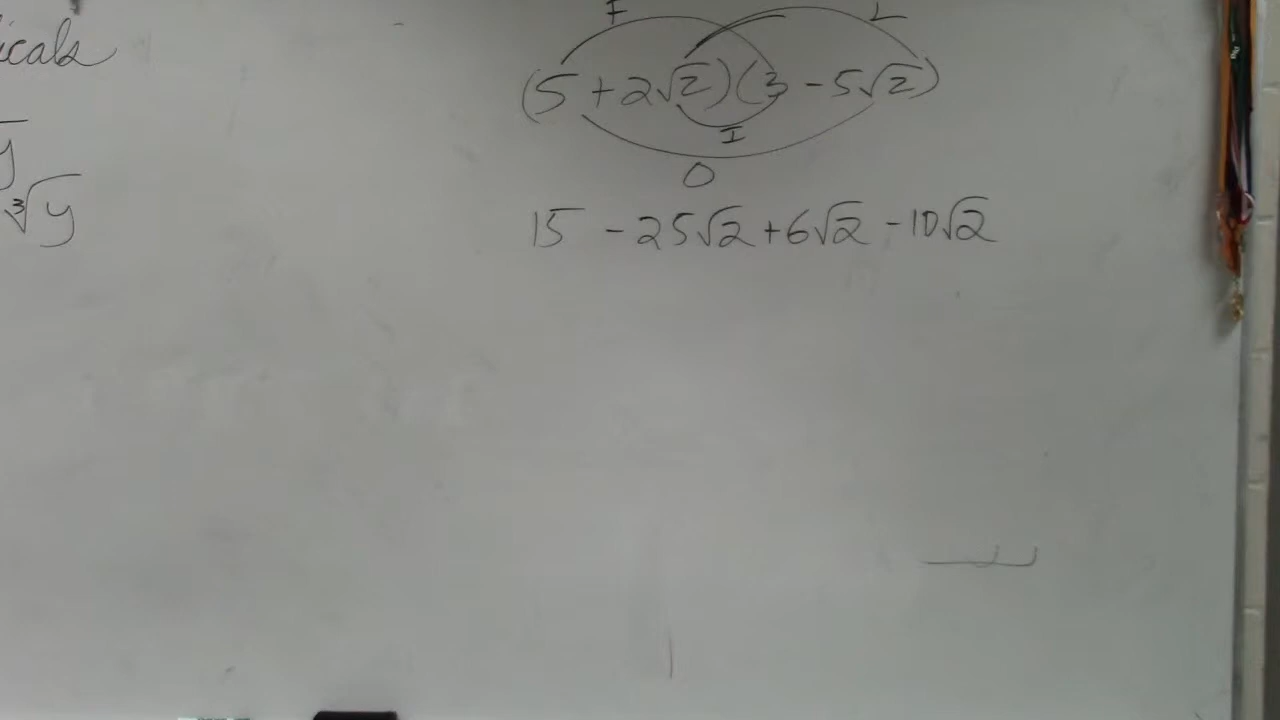 icals
y
∛y
F L
(5 + 2√2)(3 - 5√2)
I
O
15 - 25√2 + 6√2 - 10√2